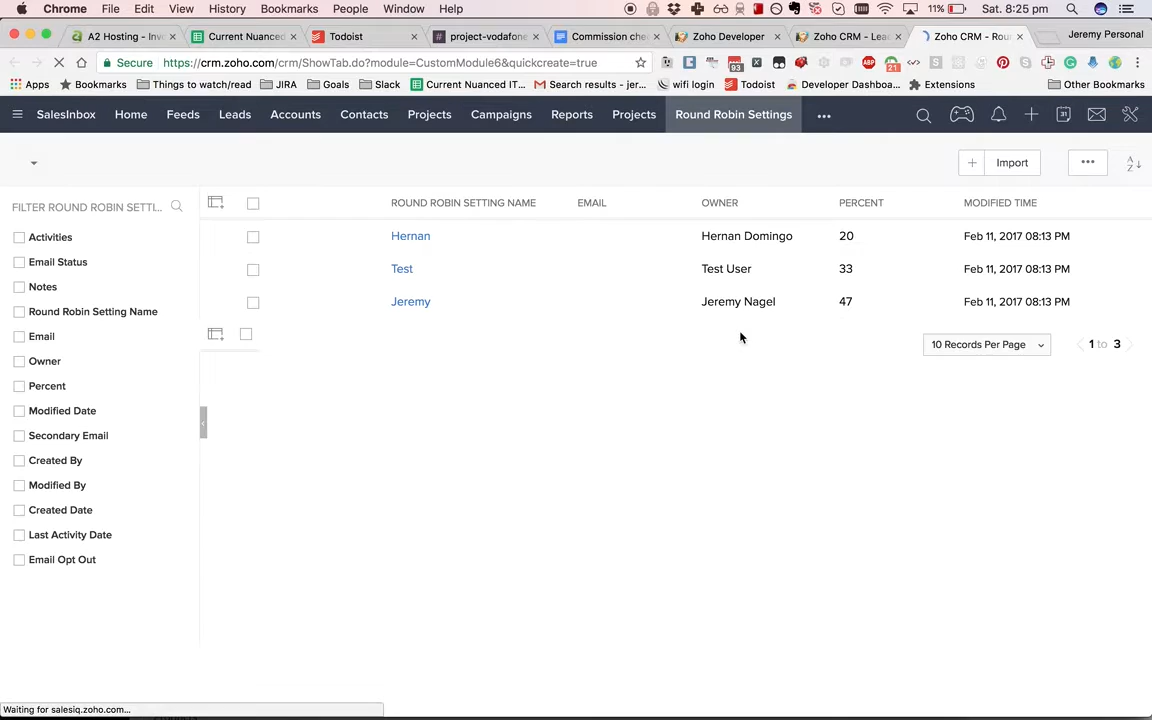 Chrome File Edit View History Bookmarks People Window Help 11% Sat. 8:25 pm
A2 Hosting - Inv Current Nuanced Todoist project-vodafone Commission che Zoho Developer Zoho CRM - Lea Zoho CRM - Rou Jeremy Personal
Secure https://crm.zoho.com/crm/ShowTab.do?module=CustomModule6&quickcreate=true 93 ABP 21
Apps Bookmarks Things to watch/read JIRA Goals Slack Current Nuanced IT... Search results - jer... wifi login Todoist Developer Dashboa... Extensions Other Bookmarks
SalesInbox Home Feeds Leads Accounts Contacts Projects Campaigns Reports Projects Round Robin Settings ...
+ Import ... A Z
FILTER ROUND ROBIN SETTI... ROUND ROBIN SETTING NAME EMAIL OWNER PERCENT MODIFIED TIME
Activities Hernan Hernan Domingo 20 Feb 11, 2017 08:13 PM
Email Status Test Test User 33 Feb 11, 2017 08:13 PM
Notes
Round Robin Setting Name Jeremy Jeremy Nagel 47 Feb 11, 2017 08:13 PM
Email 10 Records Per Page 1 to 3
Owner
Percent
Modified Date
Secondary Email
Created By
Modified By
Created Date
Last Activity Date
Email Opt Out
Waiting for salesiq.zoho.com...